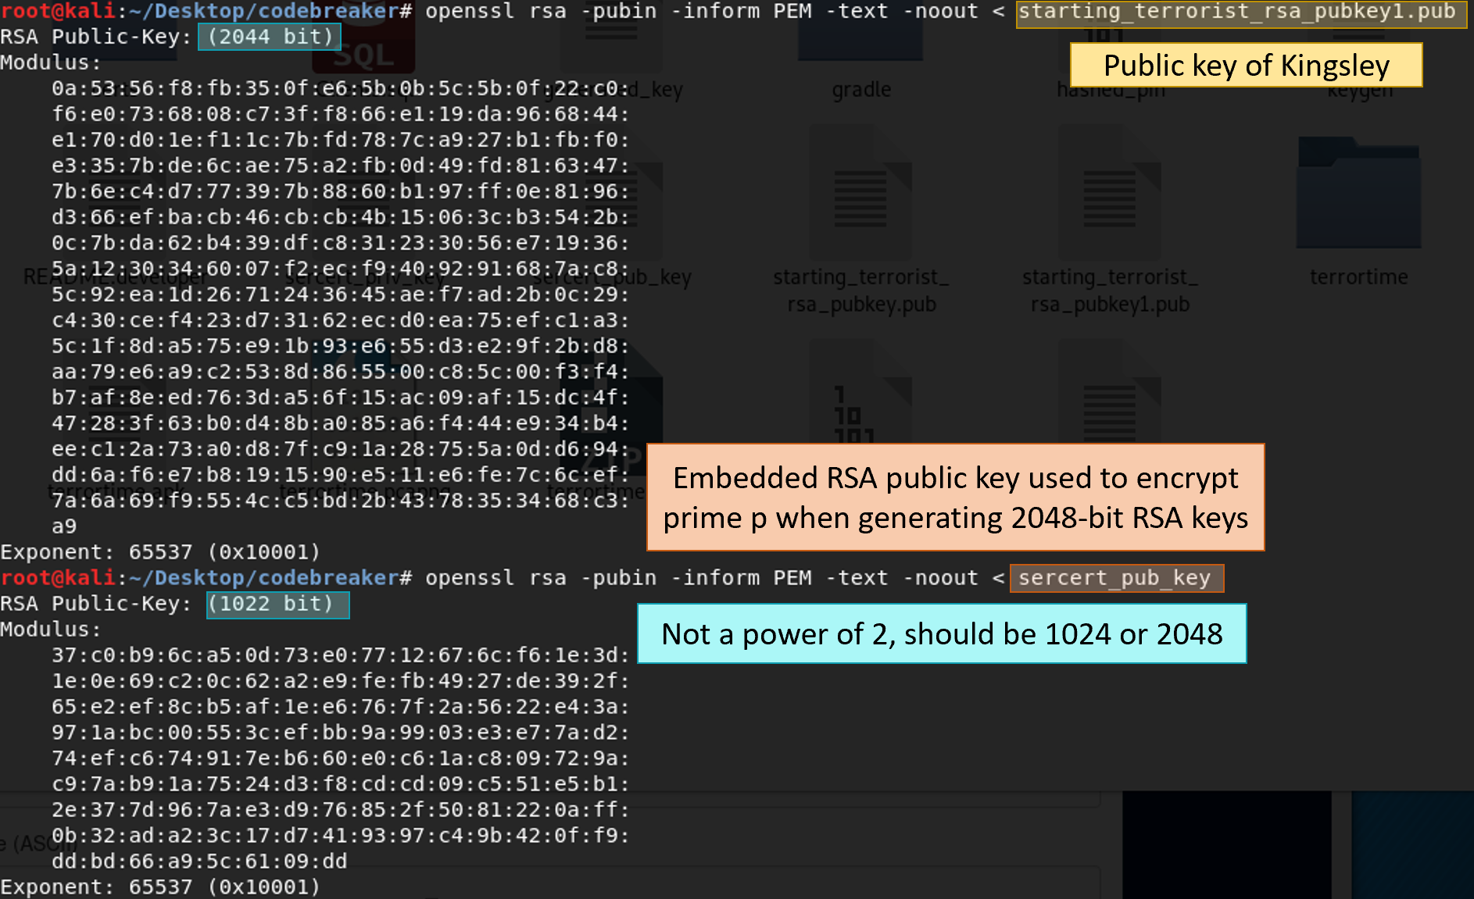 root@kali:~/Desktop/codebreaker# openssl rsa -pubin -inform PEM -text -noout < starting_terrorist_rsa_pubkey1.pub
RSA Public-Key: (2044 bit)
Public key of Kingsley
Modulus:
0a:53:56:f8:fb:35:0f:e6:5b:0b:5c:5b:0f:22:c0:
f6:e0:73:68:08:c7:3f:f8:66:e1:19:da:96:68:44:
e1:70:d0:1e:f1:1c:7b:fd:78:7c:a9:27:b1:fb:f0:
e3:35:7b:de:6c:ae:75:a2:fb:0d:49:fd:81:63:47:
7b:6e:c4:d7:77:39:7b:88:60:b1:97:ff:0e:81:96:
d3:66:ef:ba:cb:46:cb:cb:4b:15:06:3c:b3:54:2b:
0c:7b:da:62:b4:39:df:c8:31:23:30:56:e7:19:36:
5a:12:30:34:60:07:f2:ec:f9:40:92:91:68:7a:c8:
5c:92:ea:1d:26:71:24:36:45:ae:f7:ad:2b:0c:29:
c4:30:ce:f4:23:d7:31:62:ec:d0:ea:75:ef:c1:a3:
5c:1f:8d:a5:75:e9:1b:93:e6:55:d3:e2:9f:2b:d8:
aa:79:e6:a9:c2:53:8d:86:55:00:c8:5c:00:f3:f4:
b7:af:8e:ed:76:3d:a5:6f:15:ac:09:af:15:dc:4f:
47:28:3f:63:b0:d4:8b:a0:85:a6:f4:44:e9:34:b4:
ee:c1:2a:73:a0:d8:7f:c9:1a:28:75:5a:0d:d6:94:
dd:6a:f6:e7:b8:19:15:90:e5:11:e6:fe:7c:6c:ef:
7a:6a:69:f9:55:4c:c5:bd:2b:43:78:35:34:68:c3:
a9
Embedded RSA public key used to encrypt
prime p when generating 2048-bit RSA keys
Exponent: 65537 (0x10001)
root@kali:~/Desktop/codebreaker# openssl rsa -pubin -inform PEM -text -noout < sercert_pub_key
RSA Public-Key: (1022 bit)
Not a power of 2, should be 1024 or 2048
Modulus:
37:c0:b9:6c:a5:0d:73:e0:77:12:67:6c:f6:1e:3d:
1e:0e:69:c2:0c:62:a2:e9:fe:fb:49:27:de:39:2f:
65:e2:ef:8c:b5:af:1e:e6:76:7f:2a:56:22:e4:3a:
97:1a:bc:00:55:3c:ef:bb:9a:99:03:e3:e7:7a:d2:
74:ef:c6:74:91:7e:b6:60:e0:c6:1a:c8:09:72:9a:
c9:7a:b9:1a:75:24:d3:f8:cd:cd:09:c5:51:e5:b1:
2e:37:7d:96:7a:e3:d9:76:85:2f:50:81:22:0a:ff:
0b:32:ad:a2:3c:17:d7:41:93:97:c4:9b:42:0f:f9:
dd:bd:66:a9:5c:61:09:dd
Exponent: 65537 (0x10001)
SQL
gradle
hashed_pin
keygen
README.developer
sercert_priv_key
sercert_pub_key
starting_terrorist_
rsa_pubkey.pub
starting_terrorist_
rsa_pubkey1.pub
terrortime
terrortime.apk
ZIP